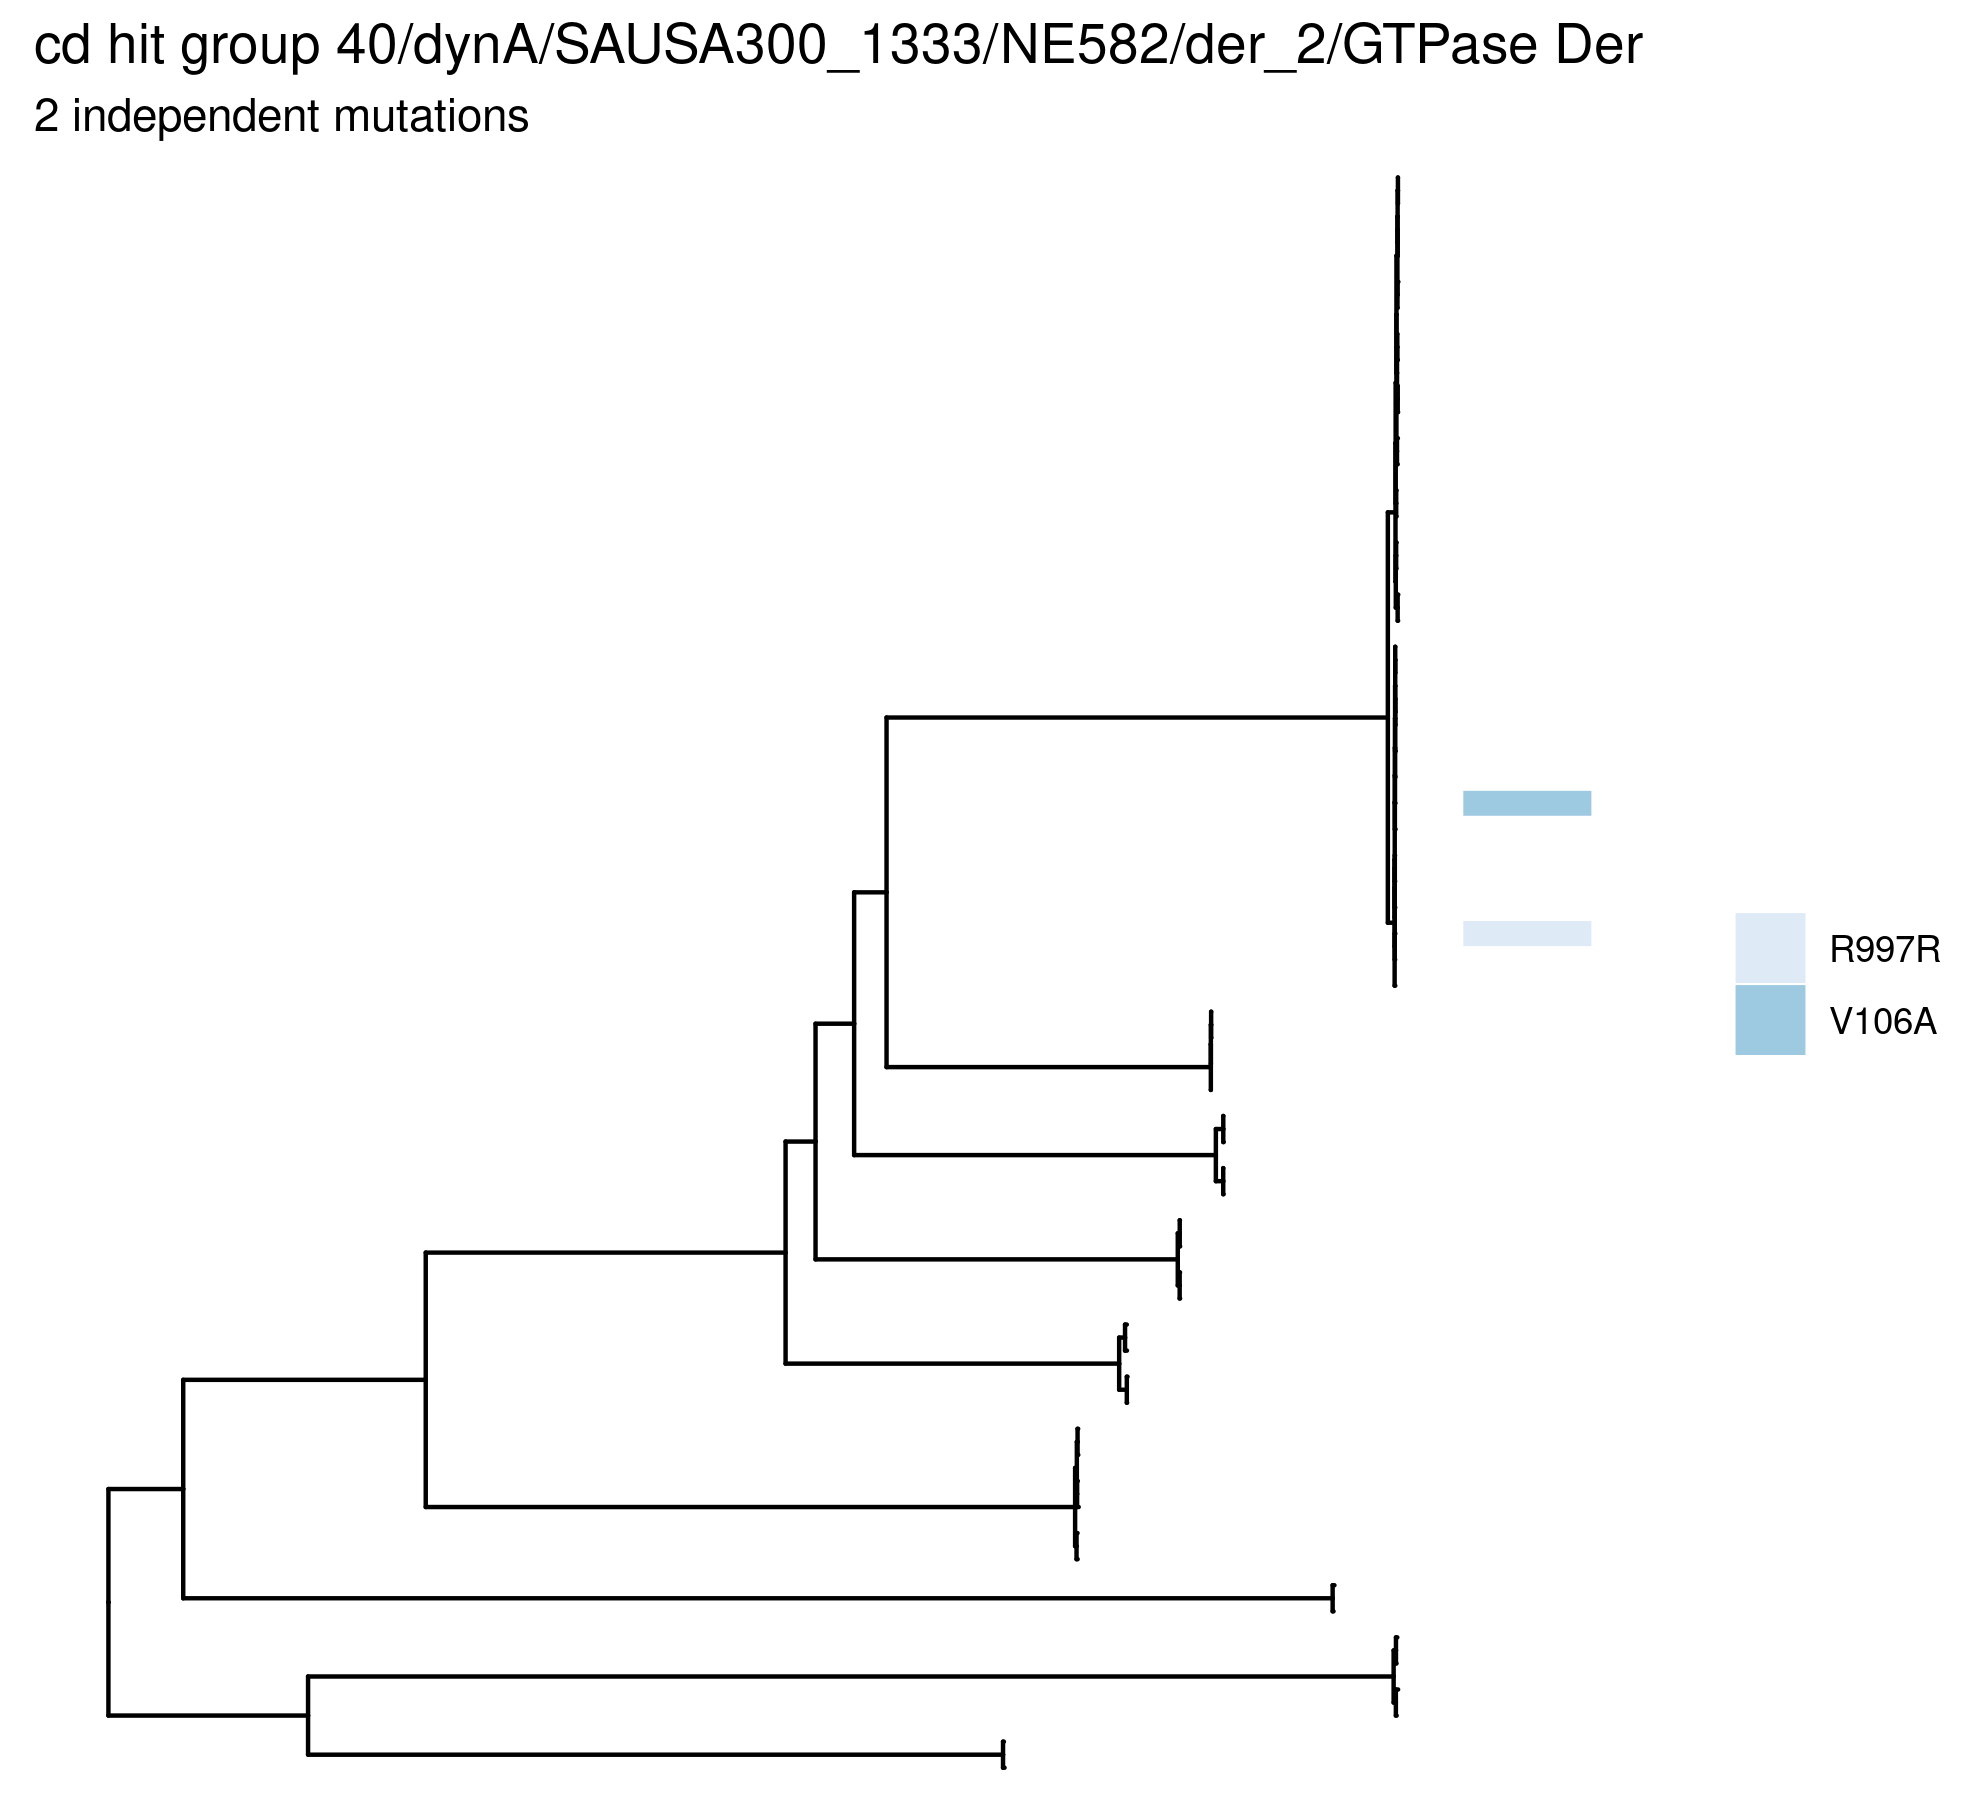 cd hit group 40/dynA/SAUSA300_1333/NE582/der_2/GTPase Der
2 independent mutations
R997R
V106A